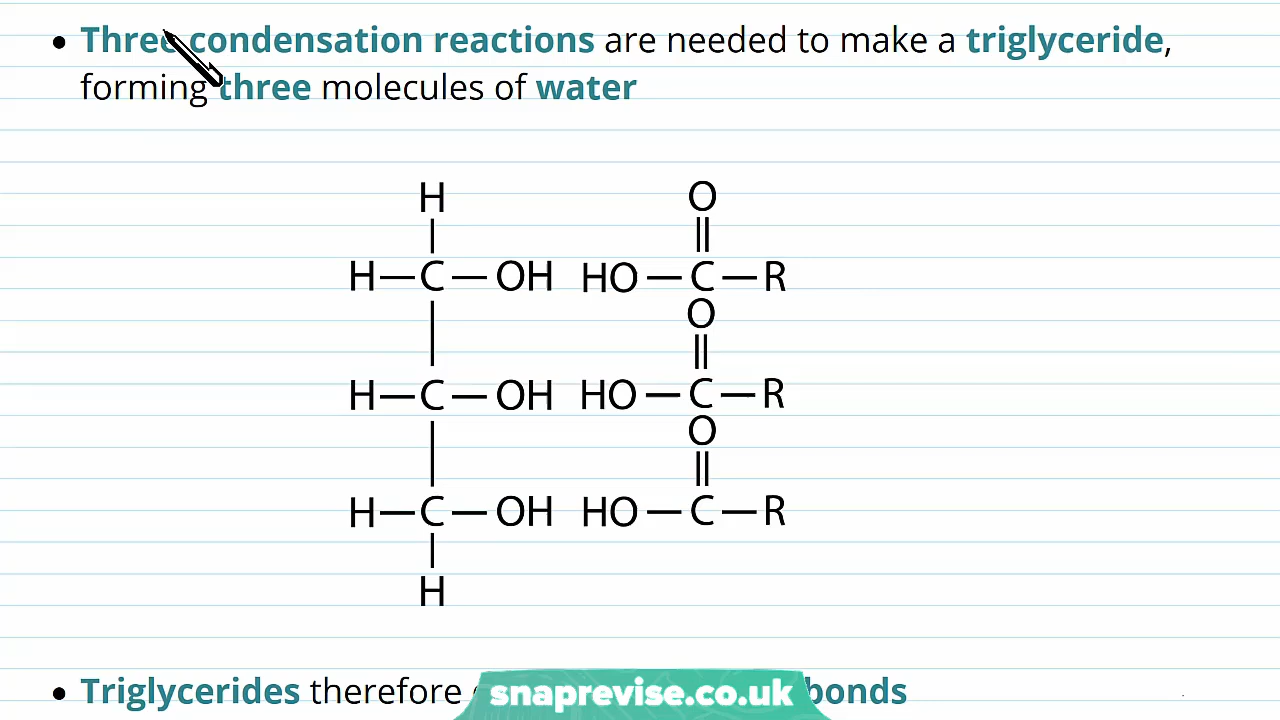 • Three condensation reactions are needed to make a triglyceride,
forming three molecules of water
H O
H—C—OH HO—C—R
O
H—C—OH HO—C—R
O
H—C—OH HO—C—R
H
• Triglycerides therefore bonds
snaprevise.co.uk